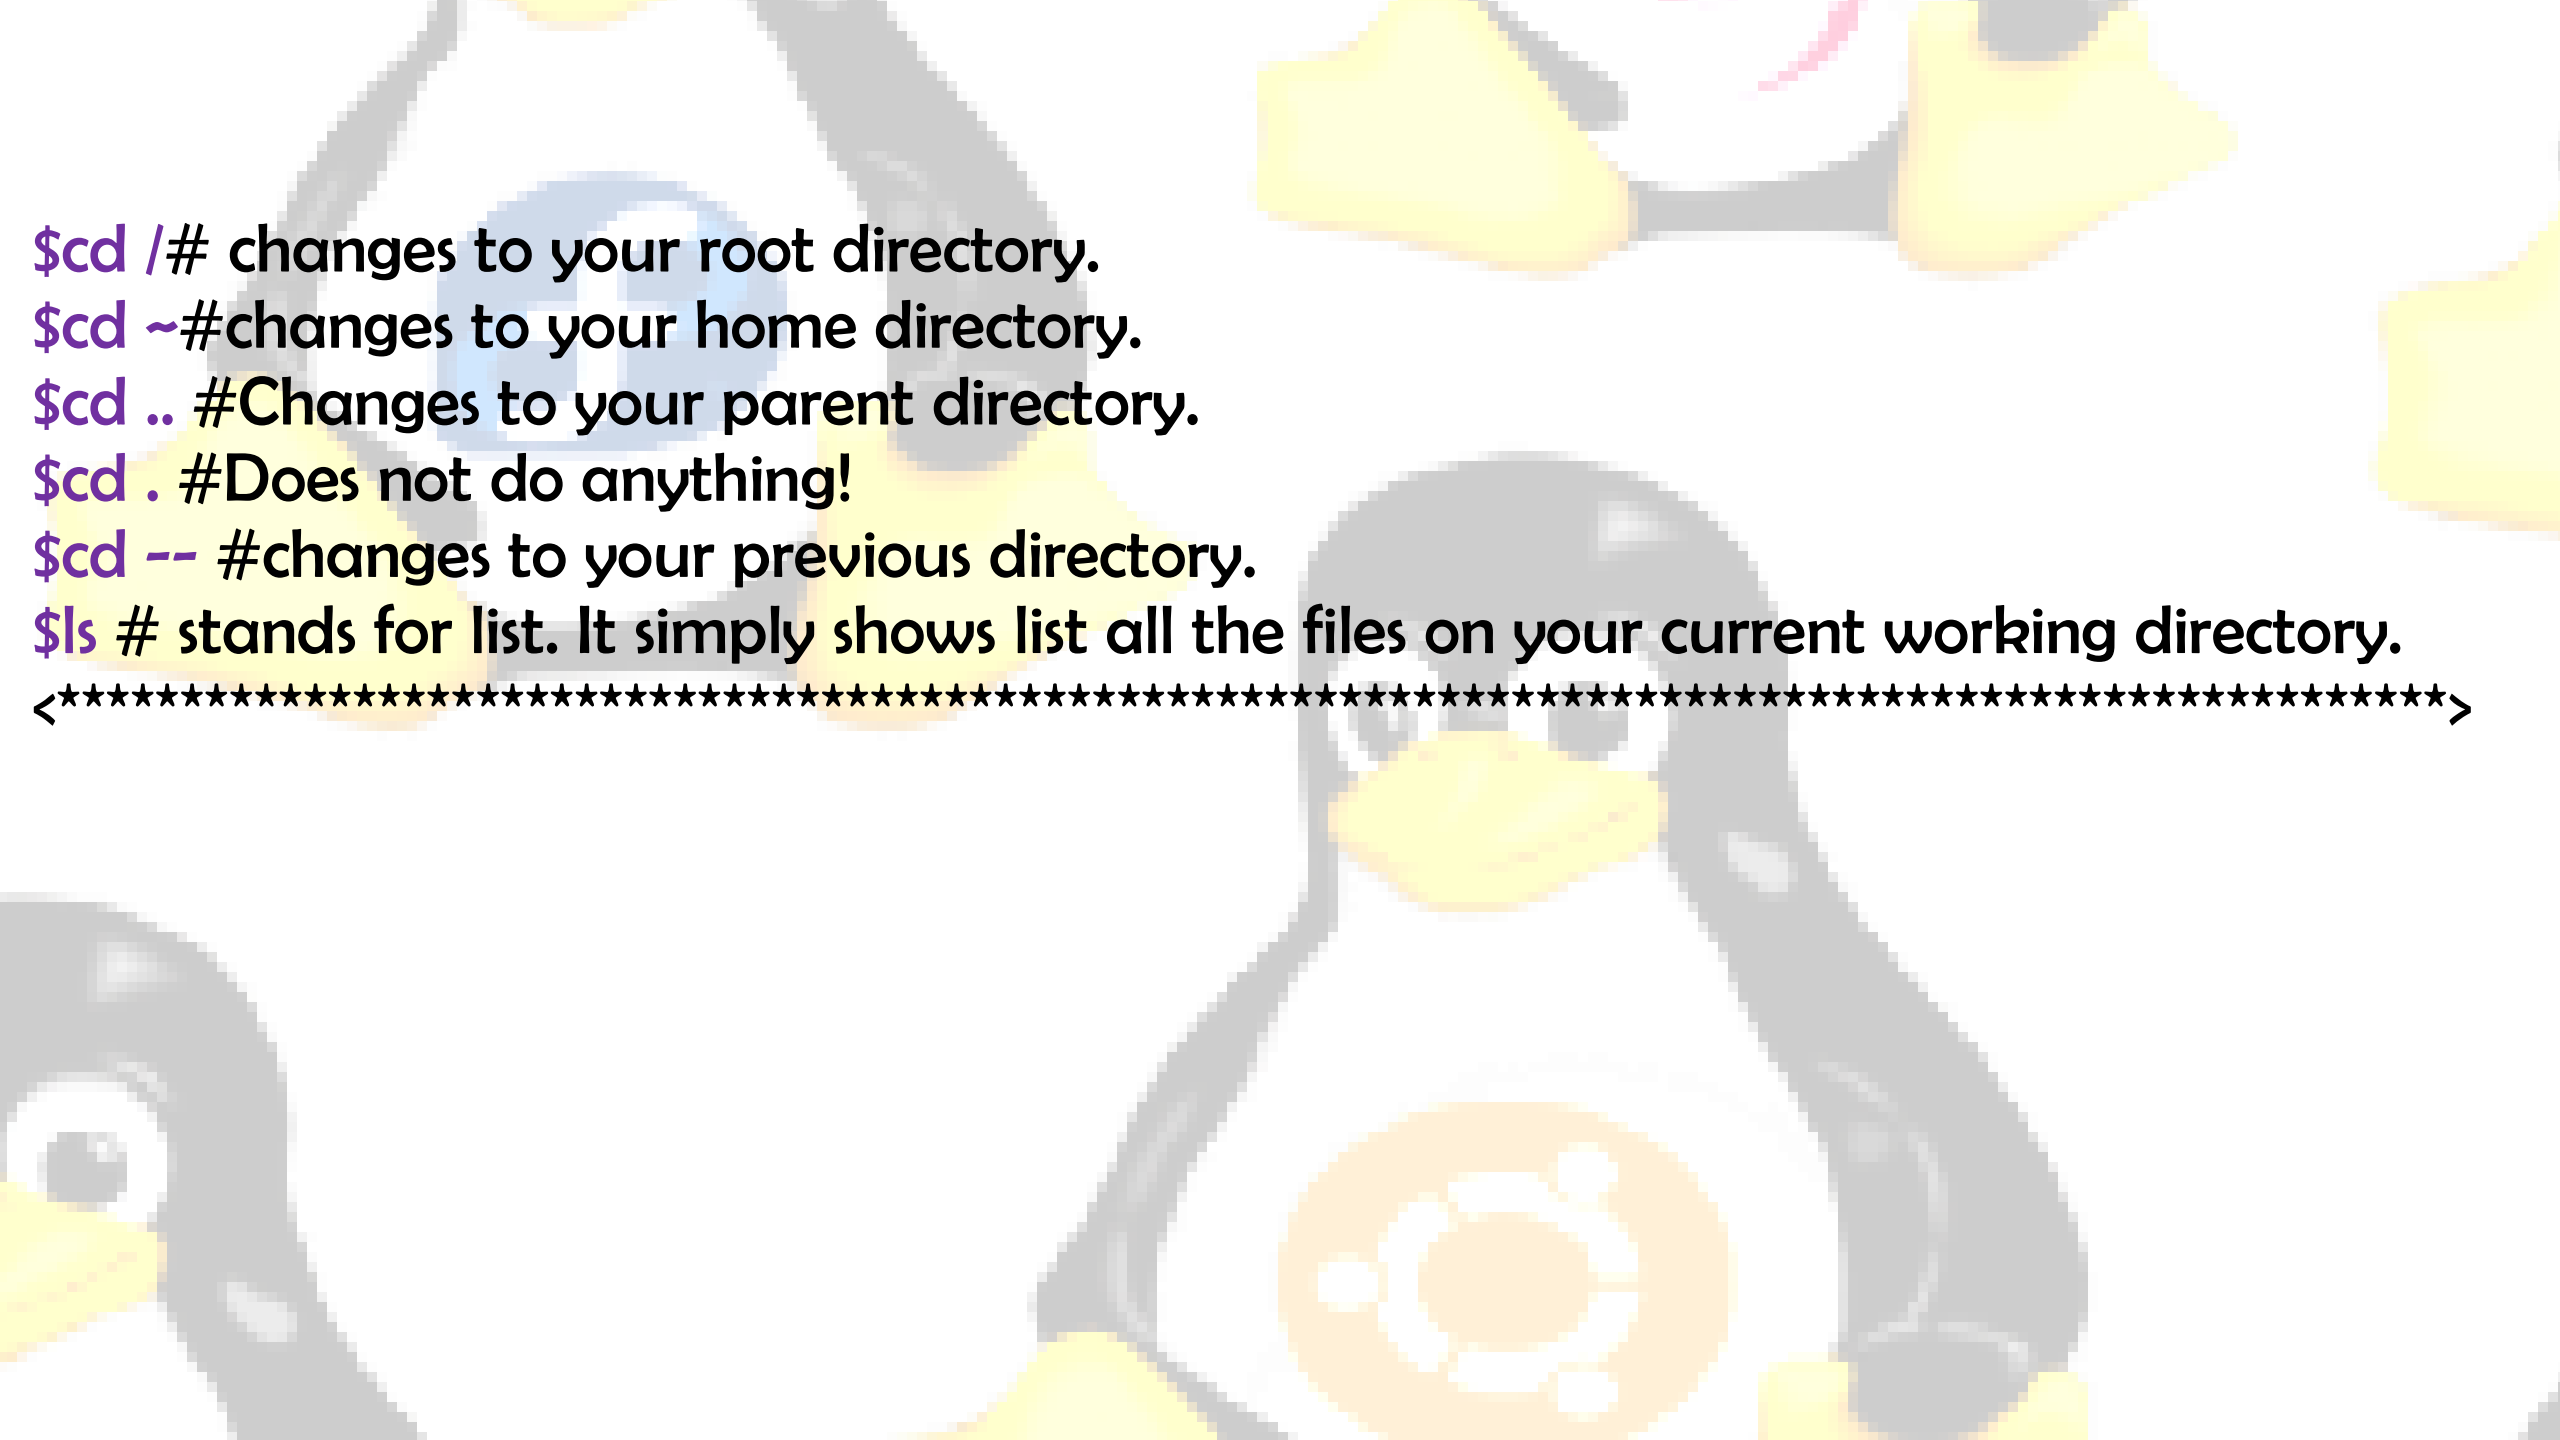 $cd /# changes to your root directory.
$cd ~#changes to your home directory.
$cd .. #Changes to your parent directory.
$cd . #Does not do anything!
$cd -- #changes to your previous directory.
$ls # stands for list. It simply shows list all the files on your current working directory.
<*************************************************************************************************>